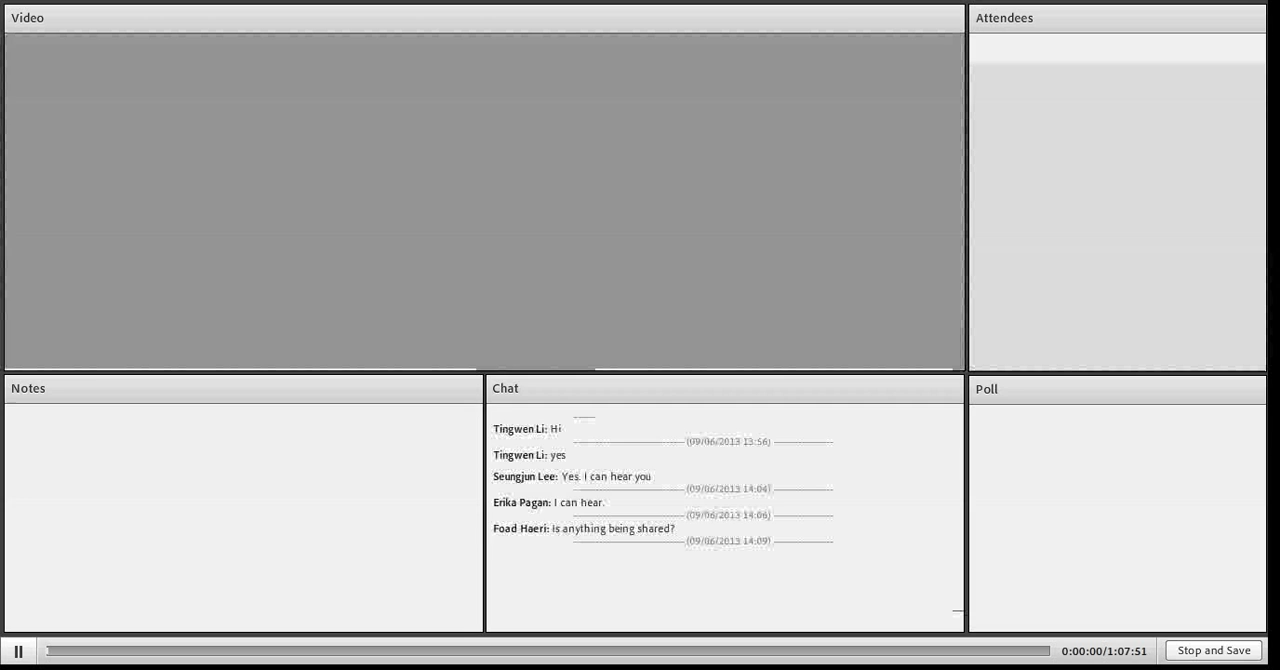 Video
Attendees
Notes
Chat
Poll
Tingwen Li: Hi
(09/06/2013 13:56)
Tingwen Li: yes
Seungjun Lee: Yes. I can hear you
(09/06/2013 14:04)
Erika Pagan: I can hear.
(09/06/2013 14:06)
Foad Haeri: Is anything being shared?
(09/06/2013 14:09)
0:00:00/1:07:51
Stop and Save